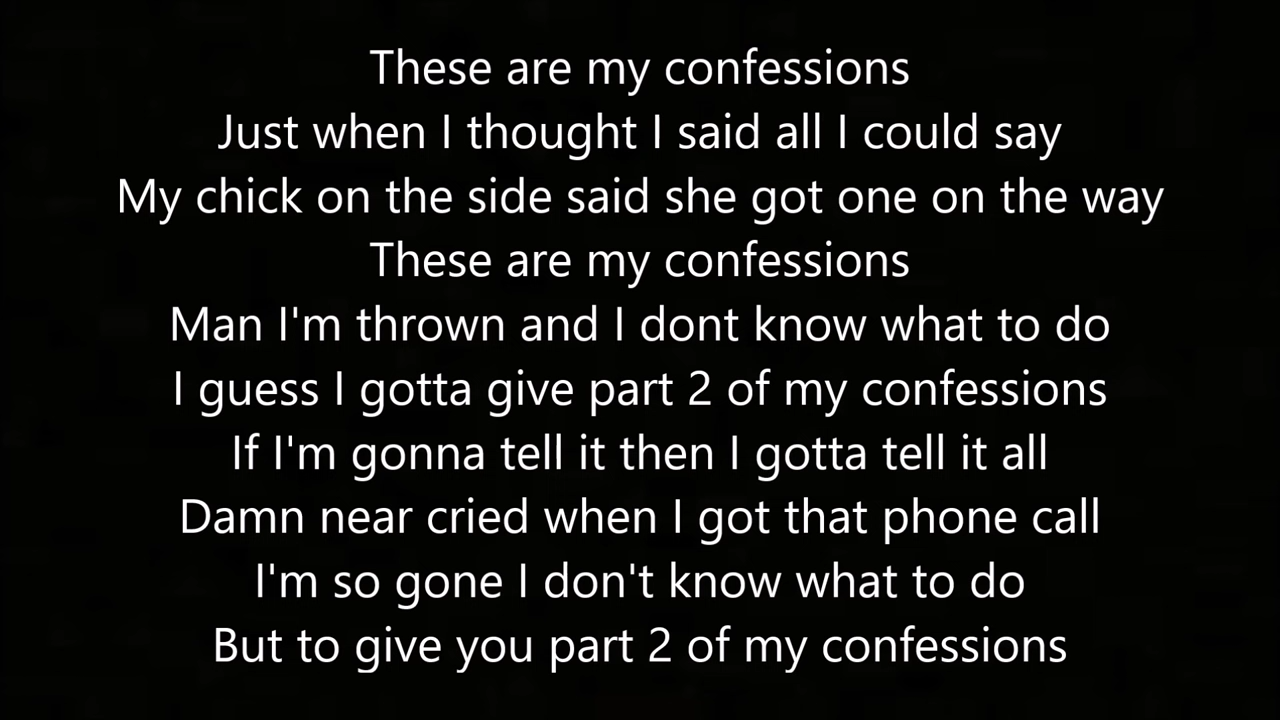 These are my confessions
Just when I thought I said all I could say
My chick on the side said she got one on the way
These are my confessions
Man I'm thrown and I dont know what to do
I guess I gotta give part 2 of my confessions
If I'm gonna tell it then I gotta tell it all
Damn near cried when I got that phone call
I'm so gone I don't know what to do
But to give you part 2 of my confessions